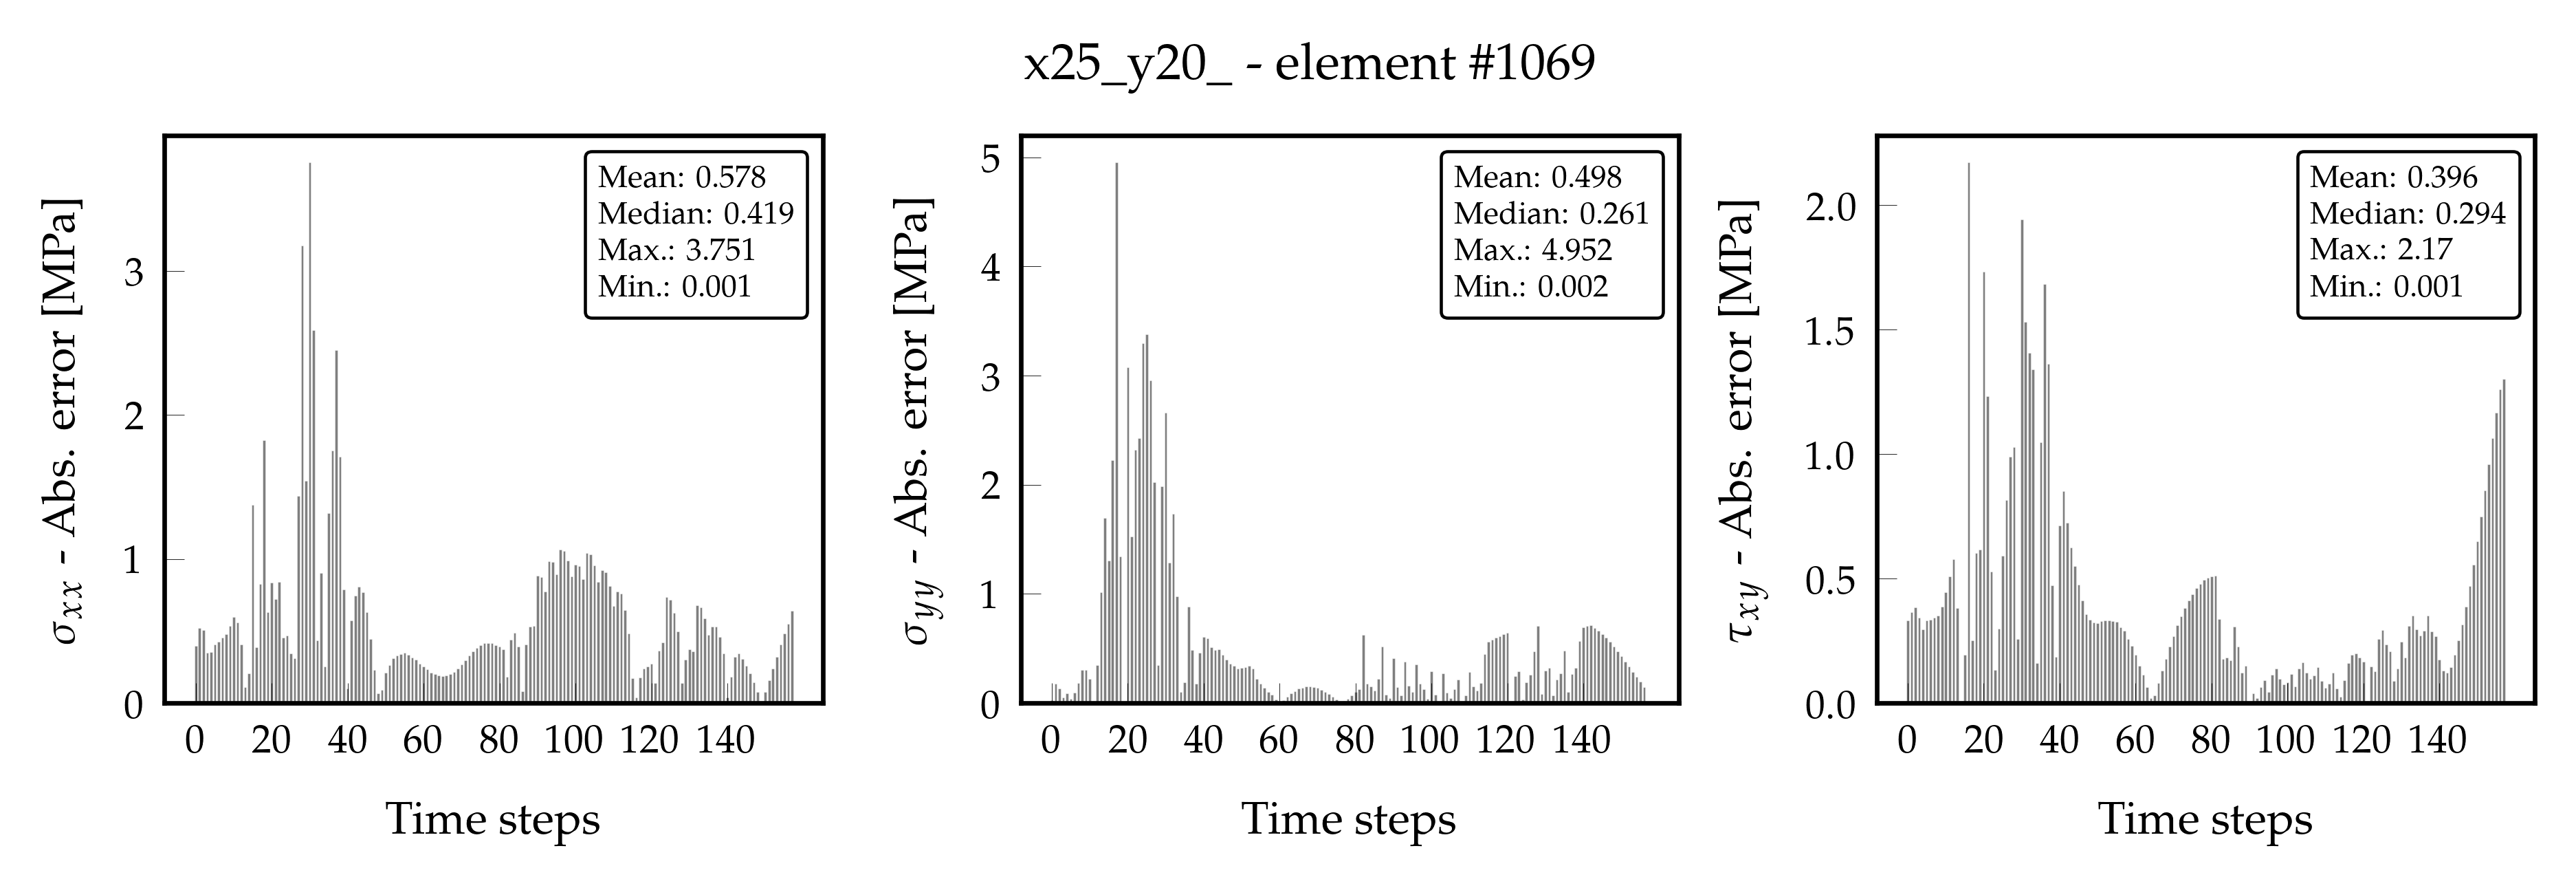 x25_y20_ - element #1069
σxx - Abs. error [MPa]
3
2
1
0
0 20 40 60 80 100 120 140
Time steps
Mean: 0.578
Median: 0.419
Max.: 3.751
Min.: 0.001
σyy - Abs. error [MPa]
5
4
3
2
1
0
0 20 40 60 80 100 120 140
Time steps
Mean: 0.498
Median: 0.261
Max.: 4.952
Min.: 0.002
τxy - Abs. error [MPa]
2.0
1.5
1.0
0.5
0.0
0 20 40 60 80 100 120 140
Time steps
Mean: 0.396
Median: 0.294
Max.: 2.17
Min.: 0.001